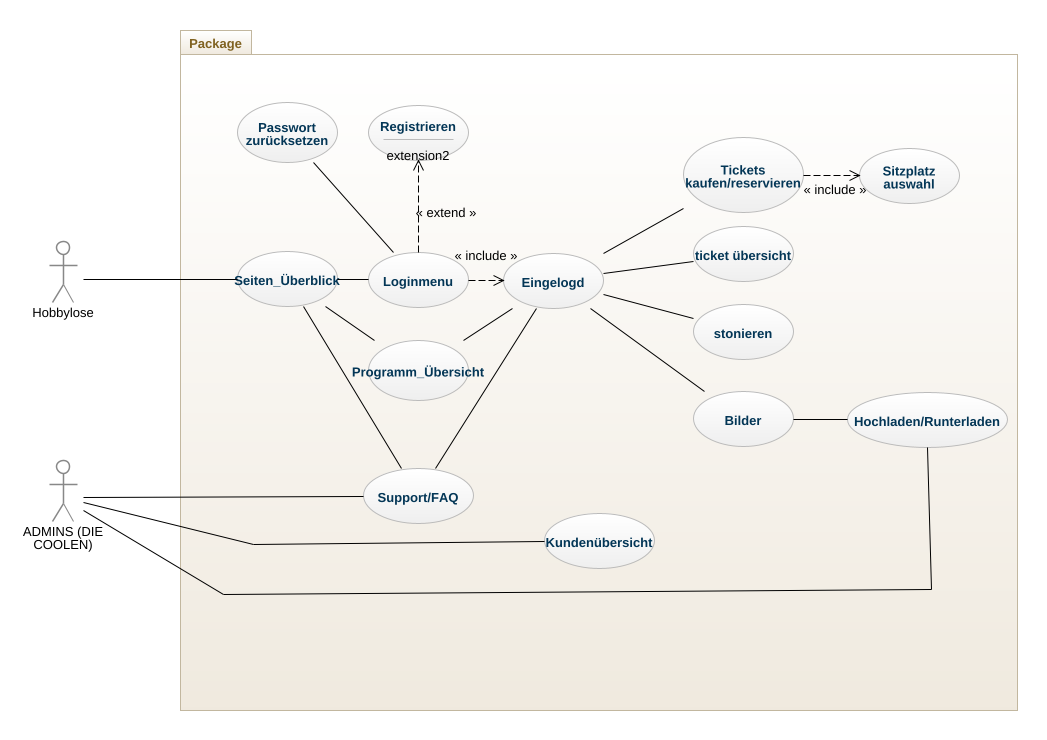 Package
Passwort
zurücksetzen
Registrieren
extension2
Tickets
kaufen/reservieren
« include »
Sitzplatz
auswahl
« extend »
« include »
ticket übersicht
Hobbylose
Seiten_Überblick
Loginmenu
Eingelogd
stonieren
Programm_Übersicht
Bilder
Hochladen/Runterladen
ADMINS (DIE
COOLEN)
Support/FAQ
Kundenübersicht